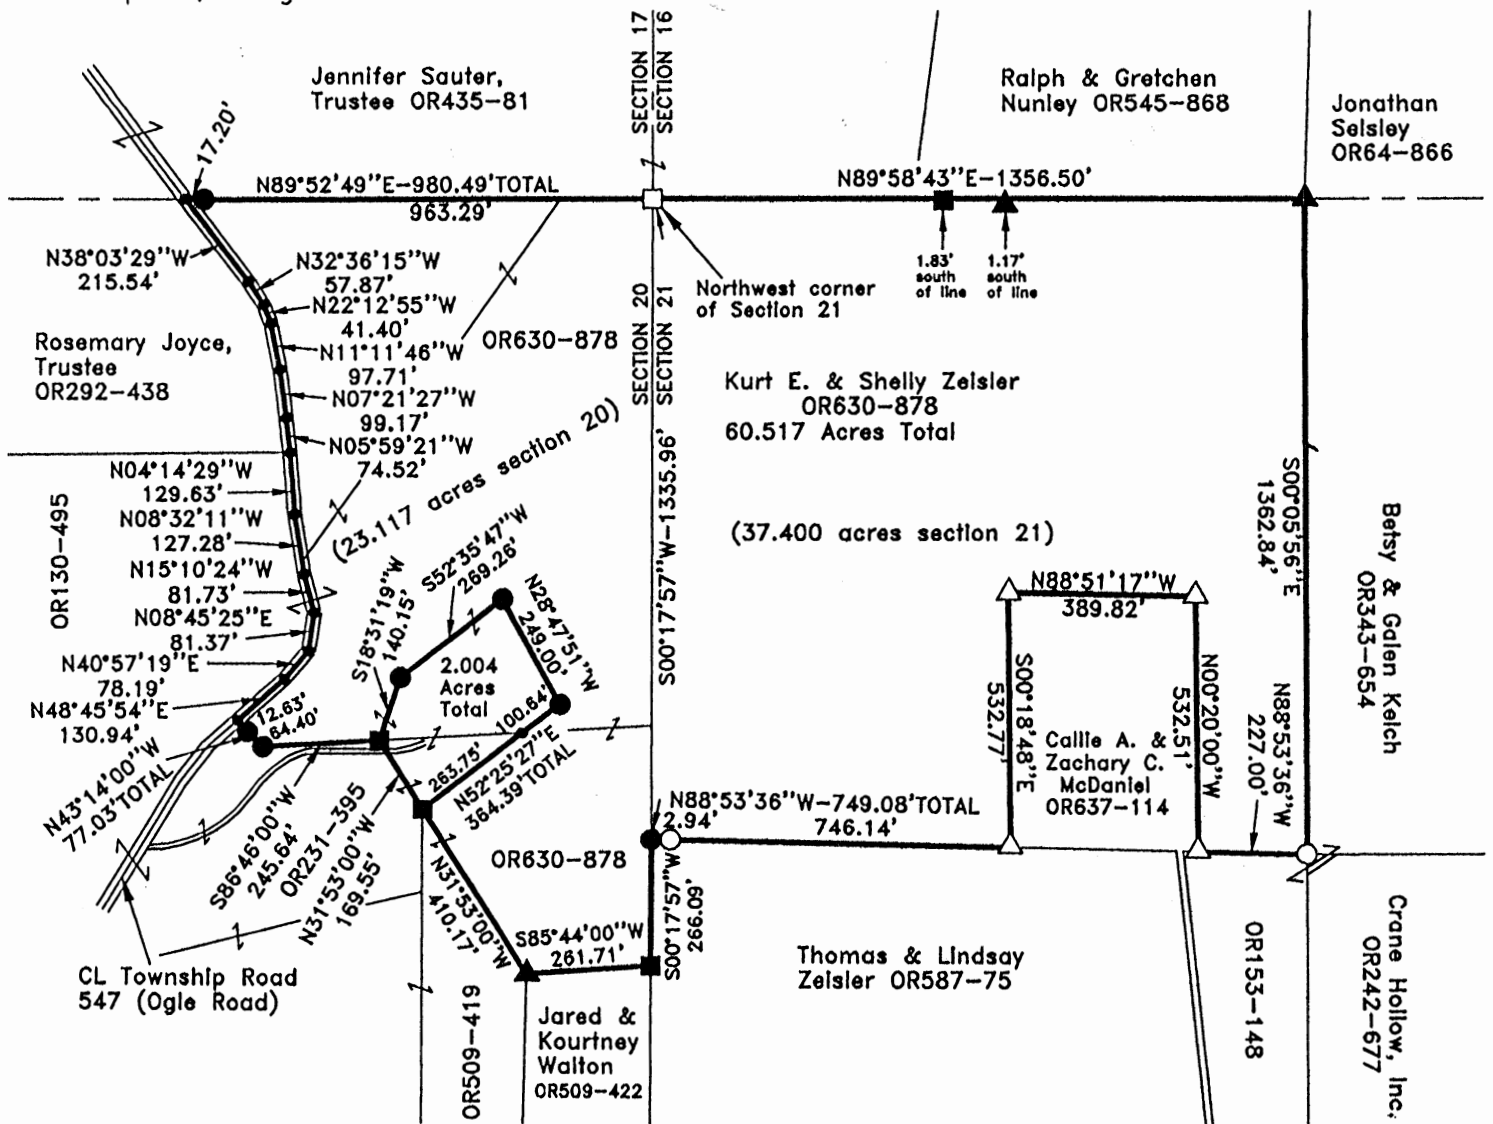 Jennifer Sauter,
Trustee OR435-81
SECTION 17
SECTION 16
Ralph & Gretchen
Nunley OR545-868
Jonathan
Selsley
OR64-866
17.20'
N89°52'49"E-980.49'TOTAL
963.29'
N89°58'43"E-1356.50'
N38°03'29"W
215.54'
N32°36'15"W
57.87'
N22°12'55"W
41.40'
N11°11'46"W
97.71'
N07°21'27"W
99.17'
N05°59'21"W
74.52'
OR630-878
SECTION 20
SECTION 21
Northwest corner
of Section 21
1.83'
south
of line
1.17'
south
of line
Rosemary Joyce,
Trustee
OR292-438
Kurt E. & Shelly Zeisler
OR630-878
60.517 Acres Total
(23.117 acres section 20)
(37.400 acres section 21)
S00°17'57"W-1335.96'
S00°05'56"E
1362.84'
Betsy & Galen Kelch
OR343-654
OR130-495
N04°14'29"W
129.63'
N08°32'11"W
127.28'
N15°10'24"W
81.73'
N08°45'25"E
81.37'
N40°57'19"E
78.19'
N48°45'54"E
130.94'
N43°14'00"W
77.03'TOTAL
12.63'
64.40'
S18°31'19"W
140.15'
S52°35'47"W
269.26'
N28°47'51"W
249.00'
2.004
Acres
Total
100.64'
263.75'
N52°25'27"E
364.39'TOTAL
S86°46'00"W
245.64'
OR231-395
N31°53'00"W
169.55'
N88°51'17"W
389.82'
S00°18'48"E
532.77'
N00°20'00"W
532.51'
Callie A. &
Zachary C.
McDaniel
OR637-114
N88°53'36"W
227.00'
N88°53'36"W-749.08'TOTAL
2.94'
746.14'
OR630-878
N31°53'00"W
410.17'
S85°44'00"W
261.71'
S00°17'57"W
266.09'
CL Township Road
547 (Ogle Road)
OR509-419
Jared &
Kourtney
Walton
OR509-422
Thomas & Lindsay
Zeisler OR587-75
OR153-148
Crane Hollow, Inc.
OR242-677